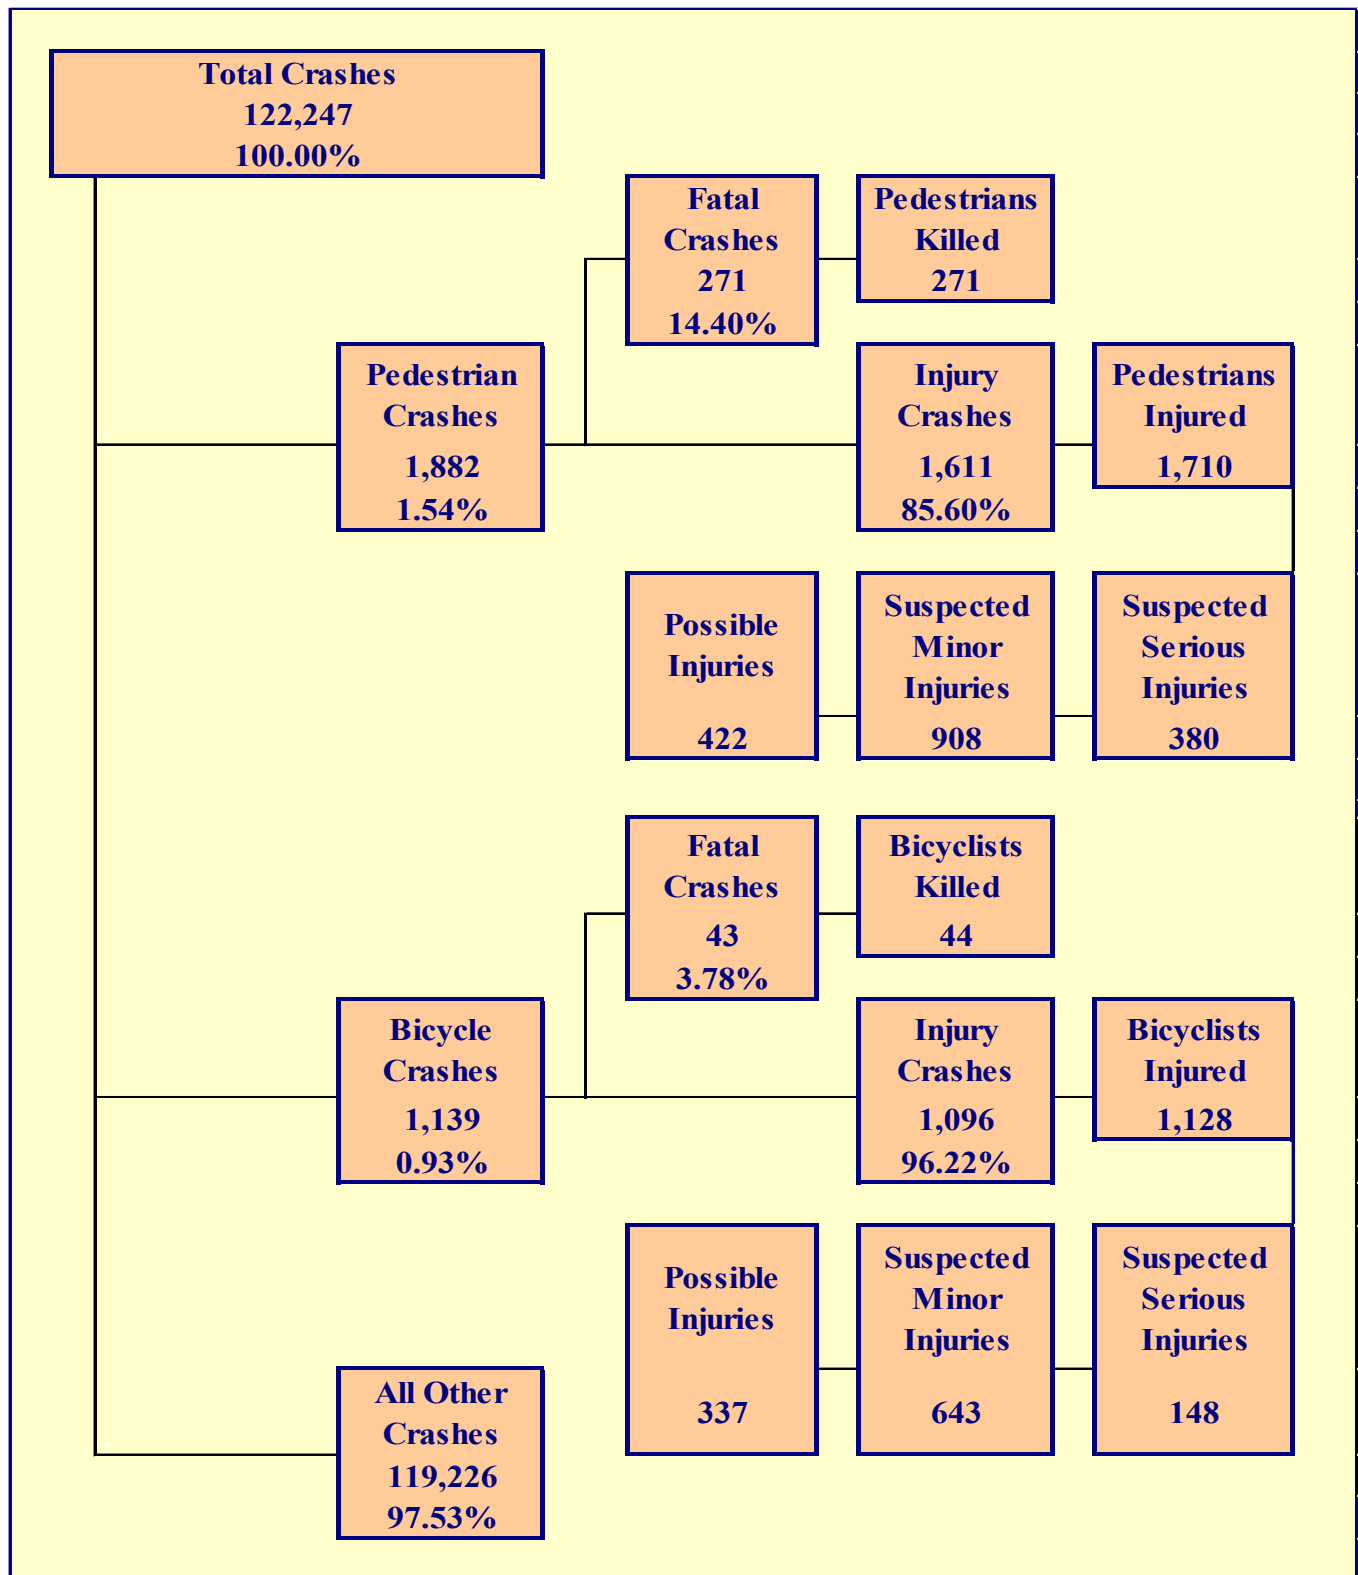 Total Crashes
122,247
100.00%
Fatal
Crashes
271
14.40%
Pedestrians
Killed
271
Pedestrian
Crashes
1,882
1.54%
Injury
Crashes
1,611
85.60%
Pedestrians
Injured
1,710
Possible
Injuries
422
Suspected
Minor
Injuries
908
Suspected
Serious
Injuries
380
Fatal
Crashes
43
3.78%
Bicyclists
Killed
44
Bicycle
Crashes
1,139
0.93%
Injury
Crashes
1,096
96.22%
Bicyclists
Injured
1,128
Possible
Injuries
337
Suspected
Minor
Injuries
643
Suspected
Serious
Injuries
148
All Other
Crashes
119,226
97.53%